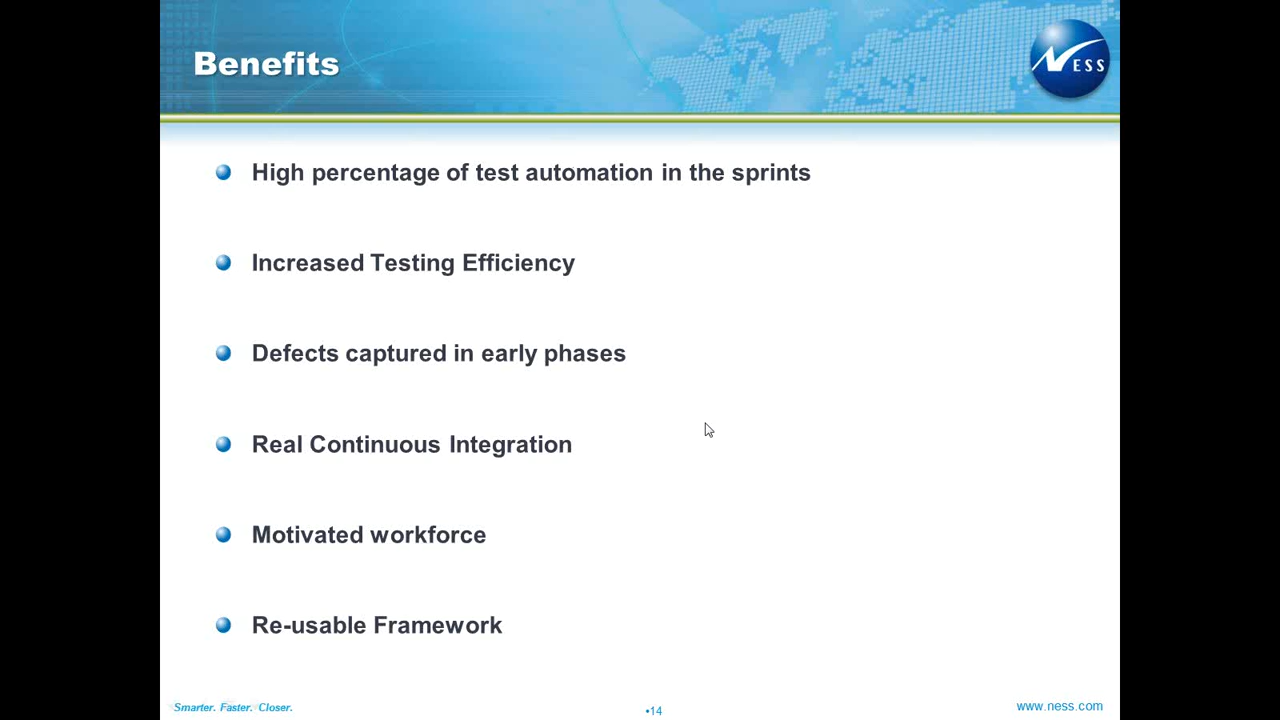 Benefits
NESS
High percentage of test automation in the sprints
Increased Testing Efficiency
Defects captured in early phases
Real Continuous Integration
Motivated workforce
Re-usable Framework
Smarter. Faster. Closer.
•14
www.ness.com